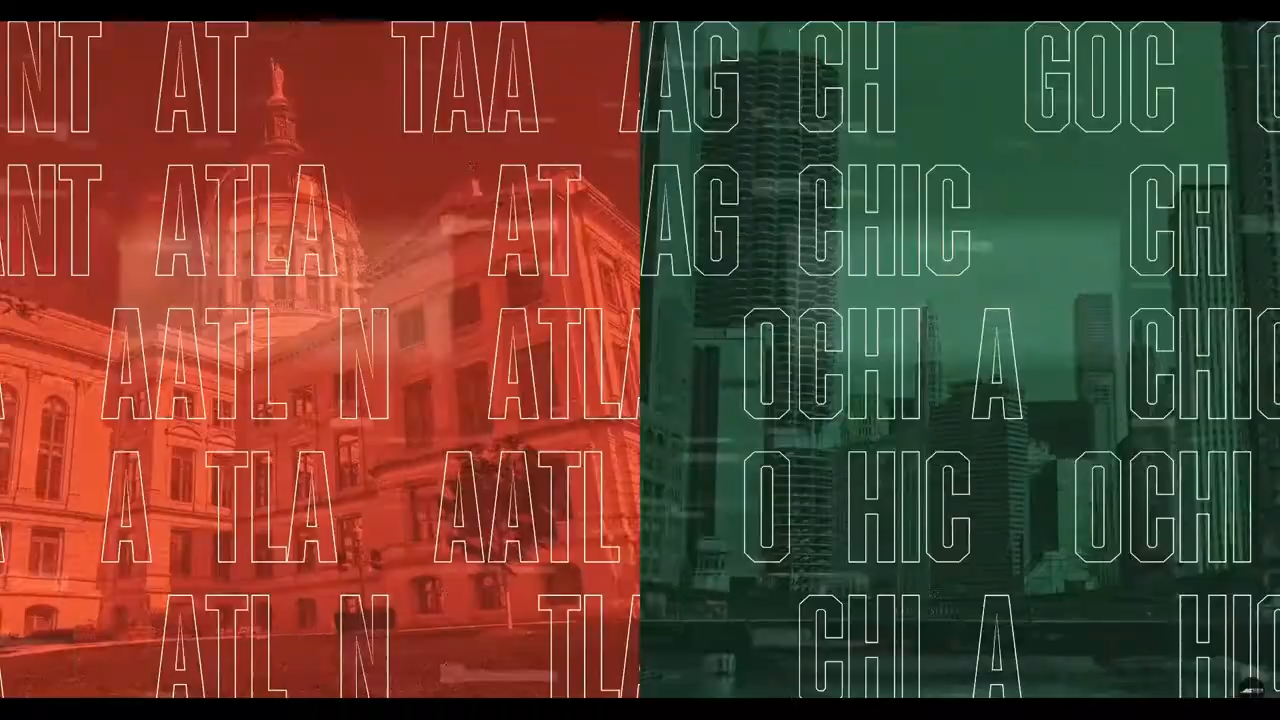 NT AT TAA AG CH GOC
ANT ATLA AT AG CHIC CH
AATL N ATLA OCHI A CHIC
A TLA AATL O HIC OCHI
ATL N TLA CHI A HIC